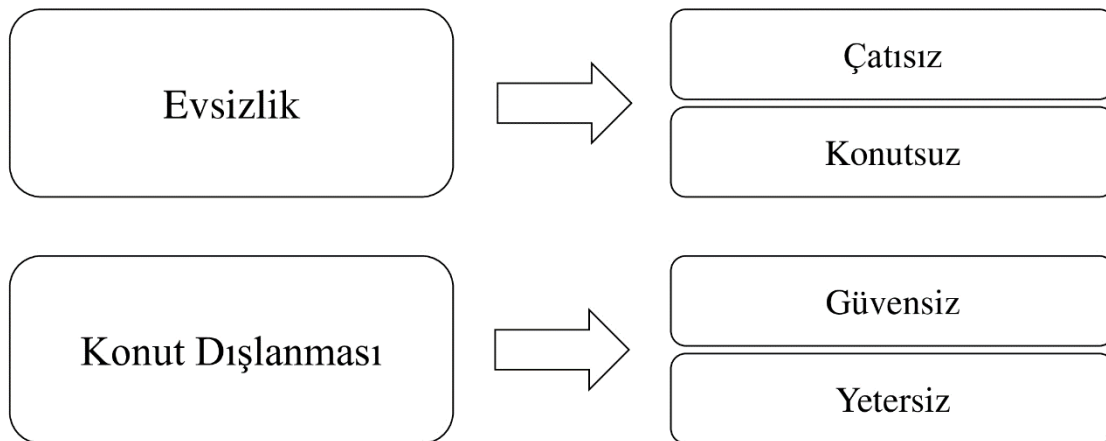 Evsizlik
Çatısız
Konutsuz
Konut Dışlanması
Güvensiz
Yetersiz